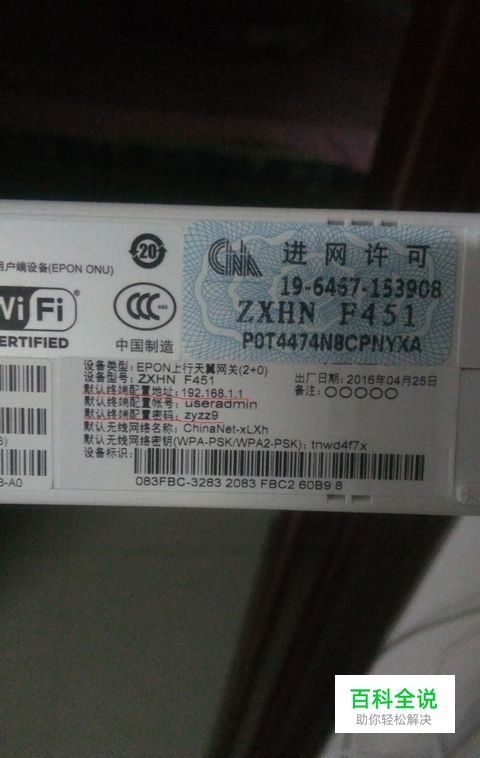 20
CINA 进网许可
19-6467-153908
ZXHN F451
P0T4474N8CPNYXA
用户端设备(EPON ONU)
WiFi®
CERTIFIED
CCC
中国制造
设备类型: EPON上行天翼网关(2+0)
设备型号: ZXHN F451
出厂日期: 2016年04月25日
默认终端配置地址: 192.168.1.1
备注: ○○○○○
默认终端配置帐号: useradmin
默认终端配置密码: zyzz9
默认无线网络名称: ChinaNet-xLXh
默认无线网络密钥(WPA-PSK/WPA2-PSK): tnwd4f7x
设备标识:
083FBC-3283 2083 FBC2 60B9 8
B-A0
百科全说
助你轻松解决